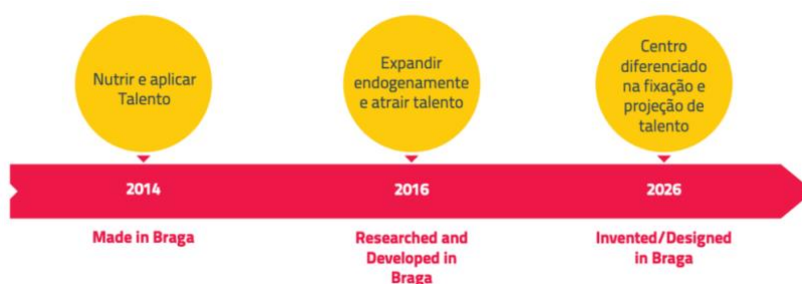 Nutrir e aplicar
Talento
Expandir
endogenamente
e atrair talento
Centro
diferenciado
na fixação e
projeção de
talento
2014
2016
2026
Made in Braga
Researched and
Developed in
Braga
Invented/Designed
in Braga